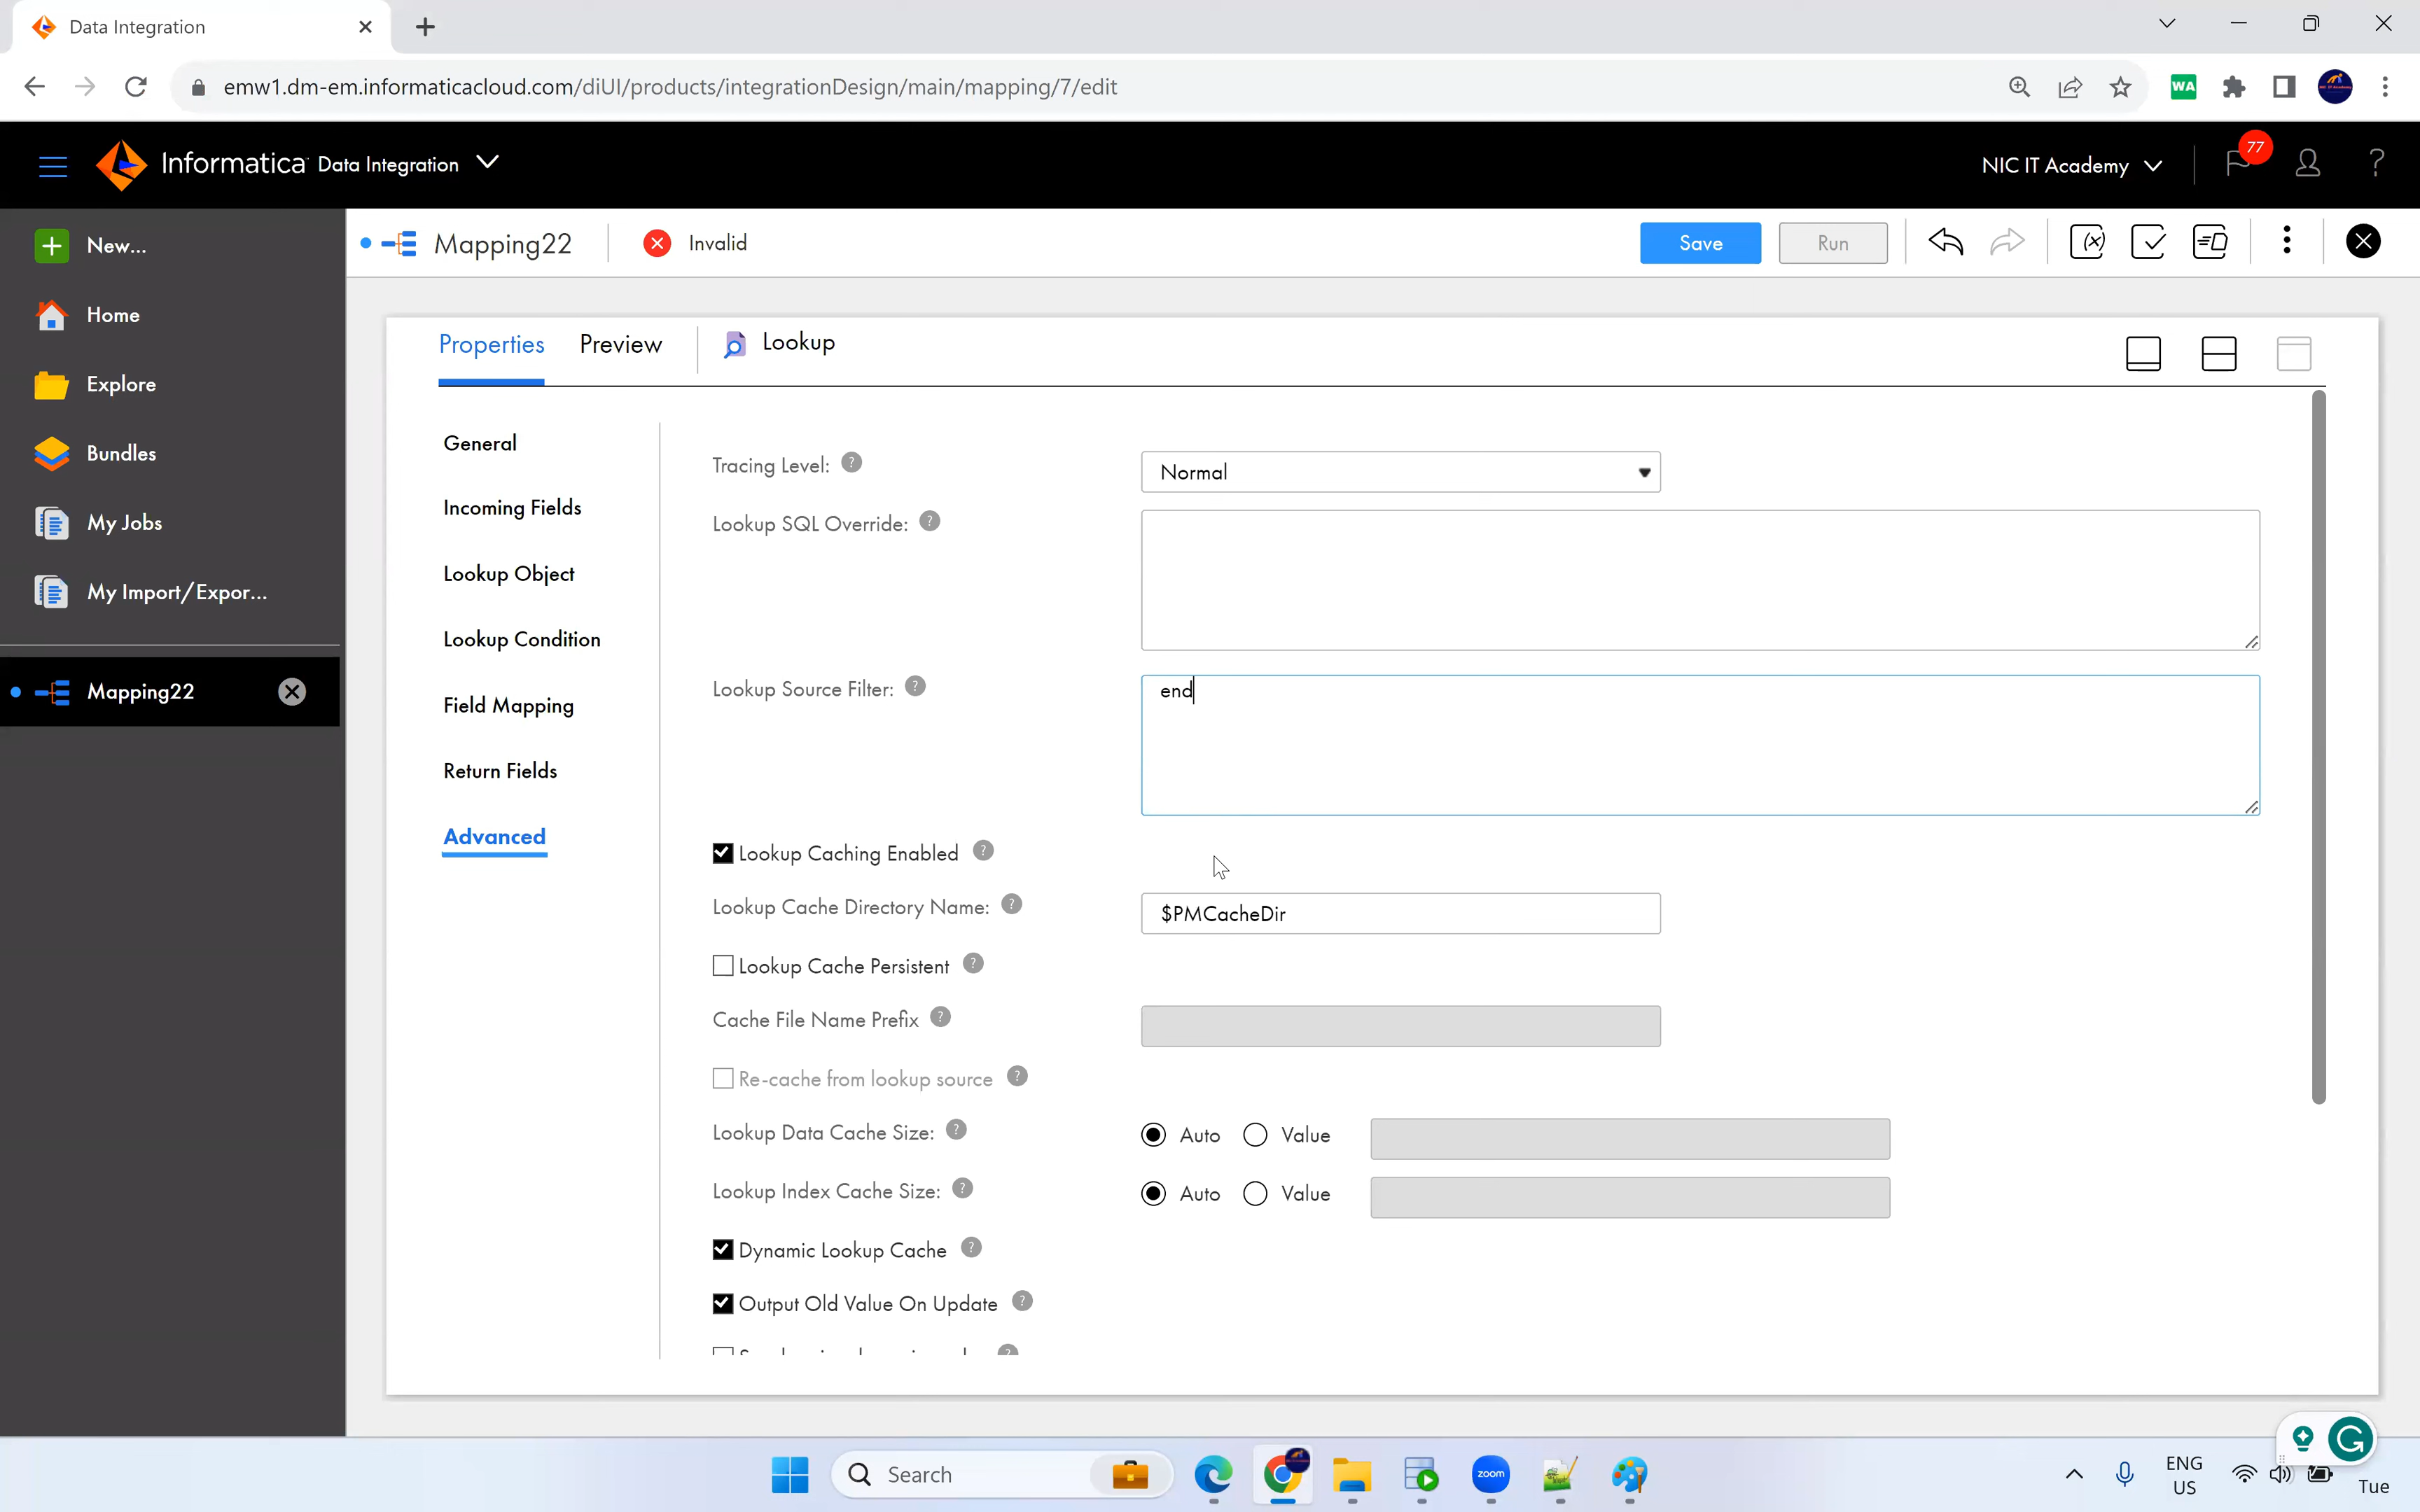 Data Integration
emw1.dm-em.informaticacloud.com/diUI/products/integrationDesign/main/mapping/7/edit
WA
Informatica Data Integration
NIC IT Academy
77
?
New...
Mapping22
Invalid
Save
Run
Home
Explore
Bundles
My Jobs
My Import/Expor...
Mapping22
Properties
Preview
Lookup
General
Incoming Fields
Lookup Object
Lookup Condition
Field Mapping
Return Fields
Advanced
Tracing Level: ?
Normal
Lookup SQL Override: ?
Lookup Source Filter: ?
end
Lookup Caching Enabled ?
Lookup Cache Directory Name: ?
$PMCacheDir
Lookup Cache Persistent ?
Cache File Name Prefix ?
Re-cache from lookup source ?
Lookup Data Cache Size: ?
Auto
Value
Lookup Index Cache Size: ?
Auto
Value
Dynamic Lookup Cache ?
Output Old Value On Update ?
Search
zoom
ENG
US
Tue